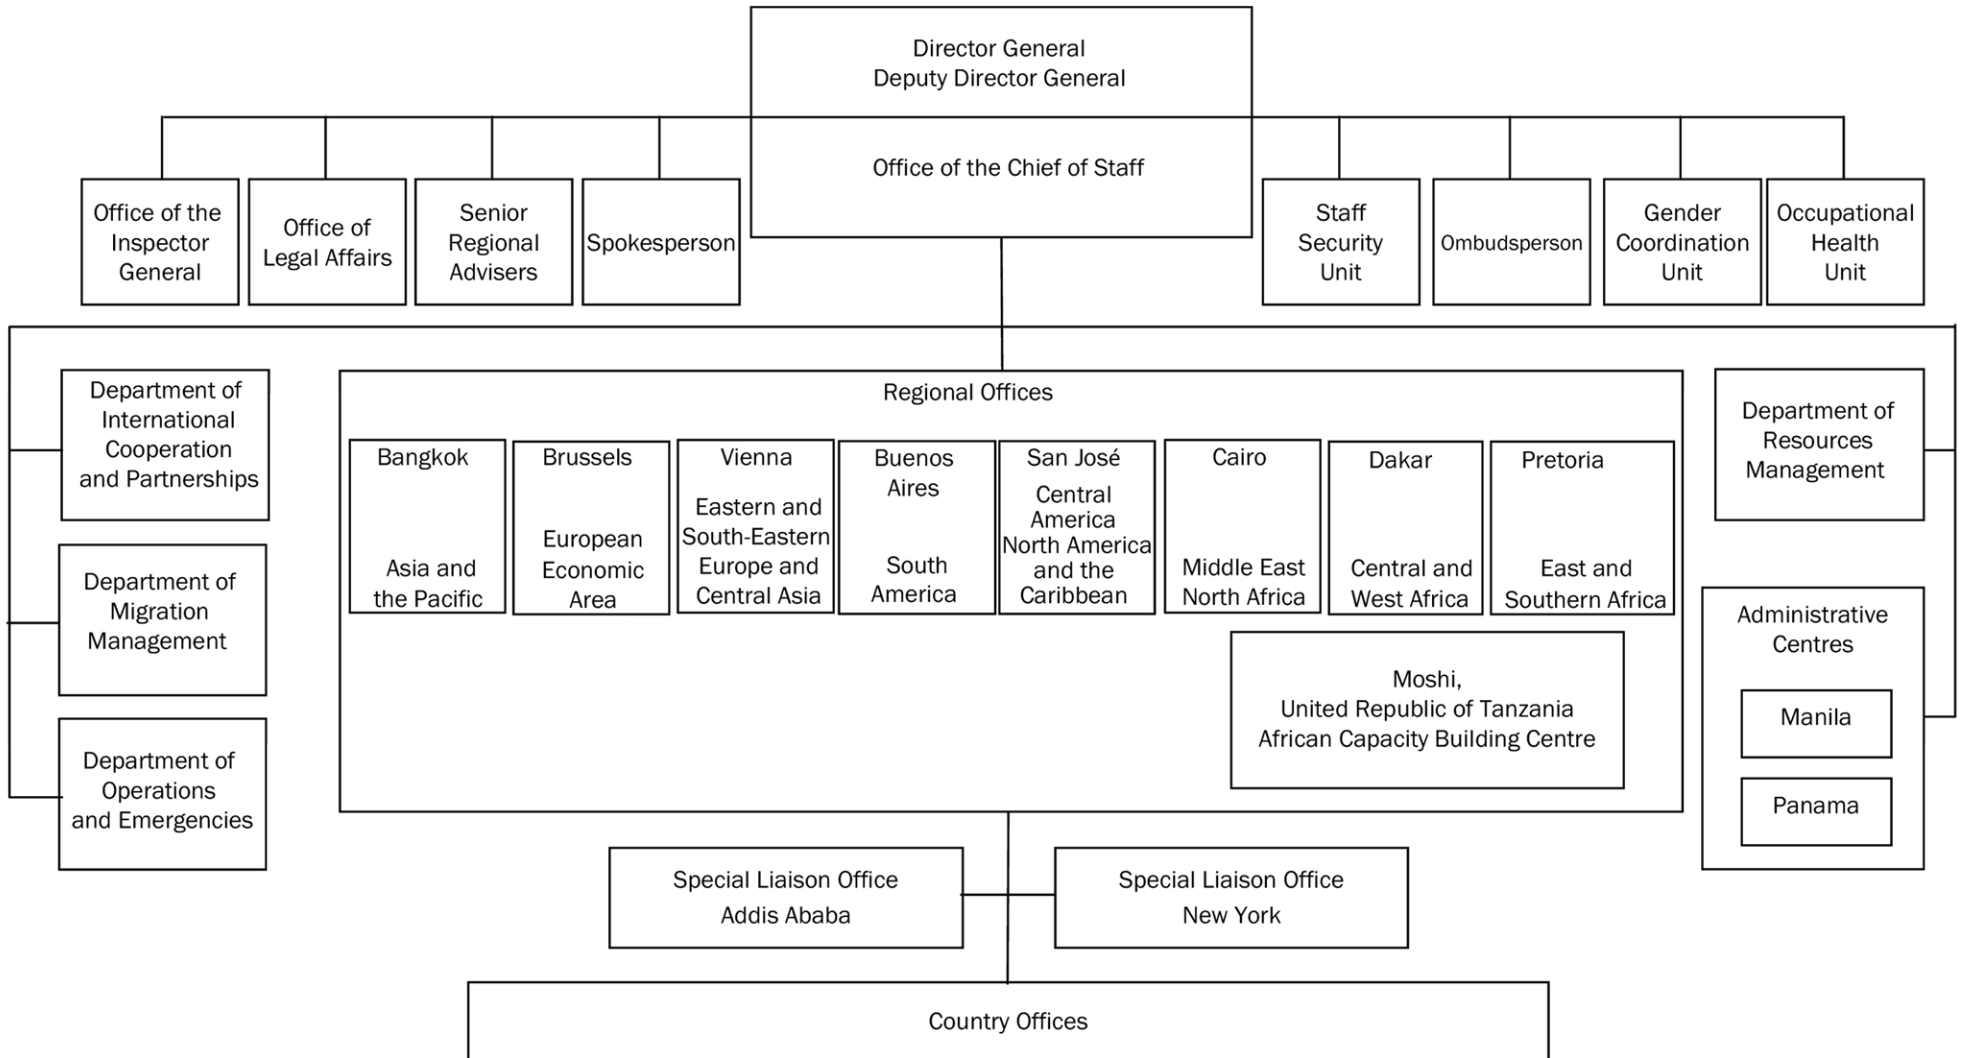 Director General
Deputy Director General
Office of the Chief of Staff
Office of the
Inspector
General
Office of
Legal Affairs
Senior
Regional
Advisers
Spokesperson
Staff
Security
Unit
Ombudsperson
Gender
Coordination
Unit
Occupational
Health
Unit
Department of
International
Cooperation
and Partnerships
Department of
Migration
Management
Department of
Operations
and Emergencies
Regional Offices
Bangkok
Asia and
the Pacific
Brussels
European
Economic
Area
Vienna
Eastern and
South-Eastern
Europe and
Central Asia
Buenos
Aires
South
America
San José
Central
America
North America
and the
Caribbean
Cairo
Middle East
North Africa
Dakar
Central and
West Africa
Pretoria
East and
Southern Africa
Moshi,
United Republic of Tanzania
African Capacity Building Centre
Department of
Resources
Management
Administrative
Centres
Manila
Panama
Special Liaison Office
Addis Ababa
Special Liaison Office
New York
Country Offices